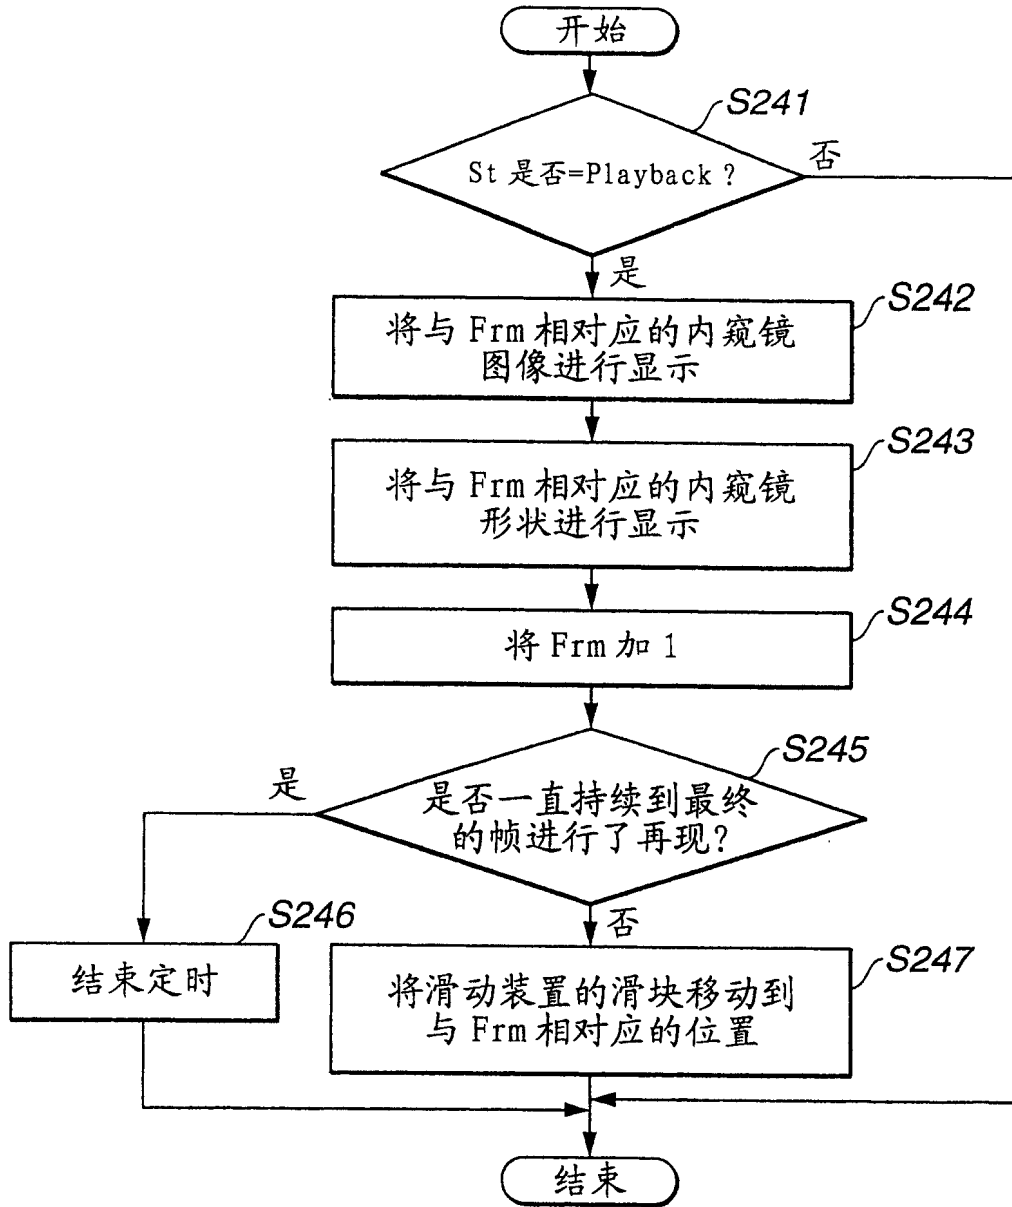 开始
S241
St 是否=Playback ?
否
是
S242
将与 Frm 相对应的内窥镜
图像进行显示
S243
将与 Frm 相对应的内窥镜
形状进行显示
S244
将 Frm 加 1
S245
是
是否一直持续到最终
的帧进行了再现?
S246
否
结束定时
S247
将滑动装置的滑块移动到
与 Frm 相对应的位置
结束